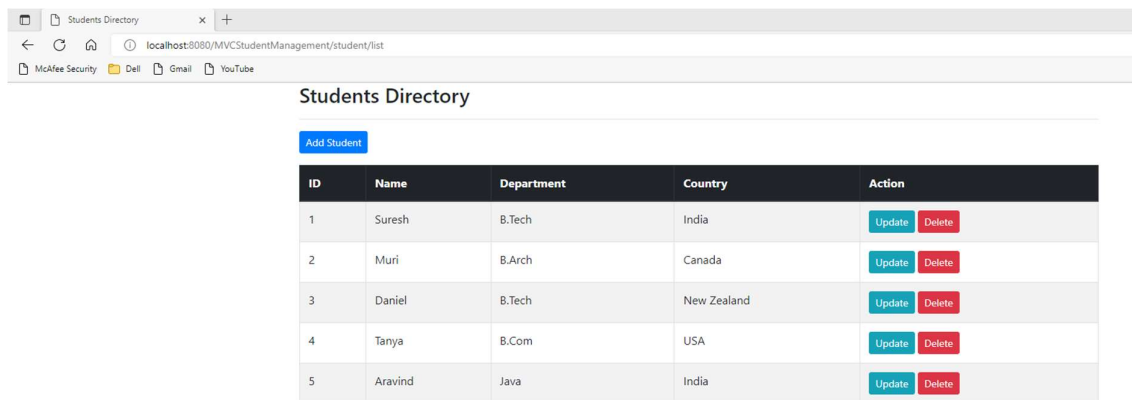 Students Directory
localhost:8080/MVCStudentManagement/student/list
McAfee Security Dell Gmail YouTube
Students Directory
Add Student
ID Name Department Country Action
1 Suresh B.Tech India Update Delete
2 Muri B.Arch Canada Update Delete
3 Daniel B.Tech New Zealand Update Delete
4 Tanya B.Com USA Update Delete
5 Aravind Java India Update Delete